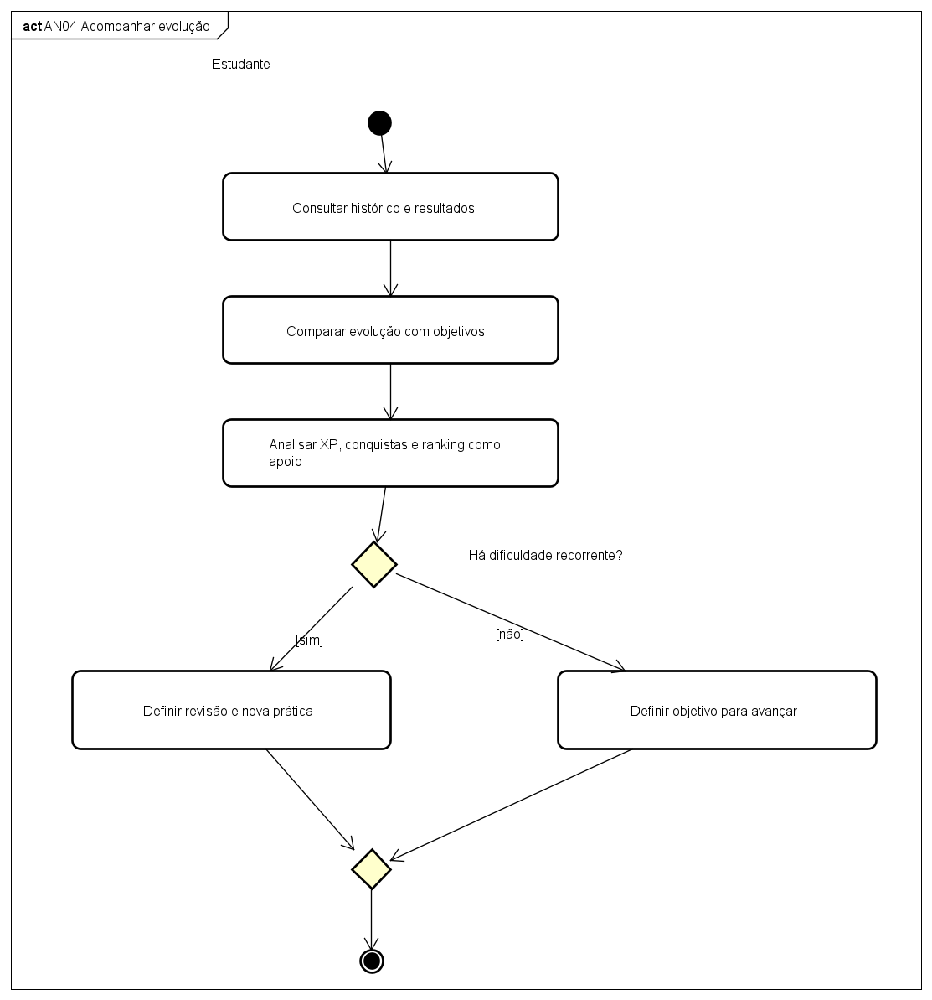 act AN04 Acompanhar evolução
Estudante
Consultar histórico e resultados
Comparar evolução com objetivos
Analisar XP, conquistas e ranking como
apoio
Há dificuldade recorrente?
[sim]
[não]
Definir revisão e nova prática
Definir objetivo para avançar